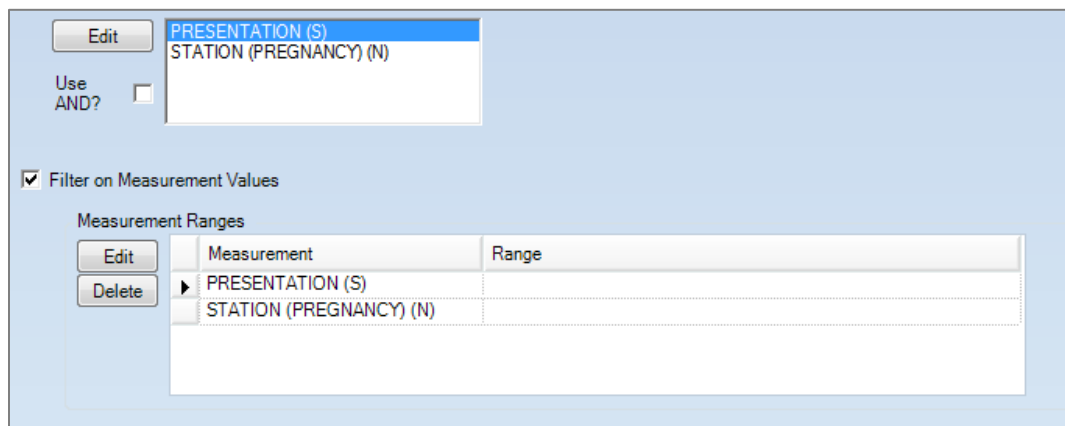 Edit
PRESENTATION (S)
STATION (PREGNANCY) (N)
Use
AND?
Filter on Measurement Values
Measurement Ranges
Edit
Delete
Measurement Range
PRESENTATION (S)
STATION (PREGNANCY) (N)